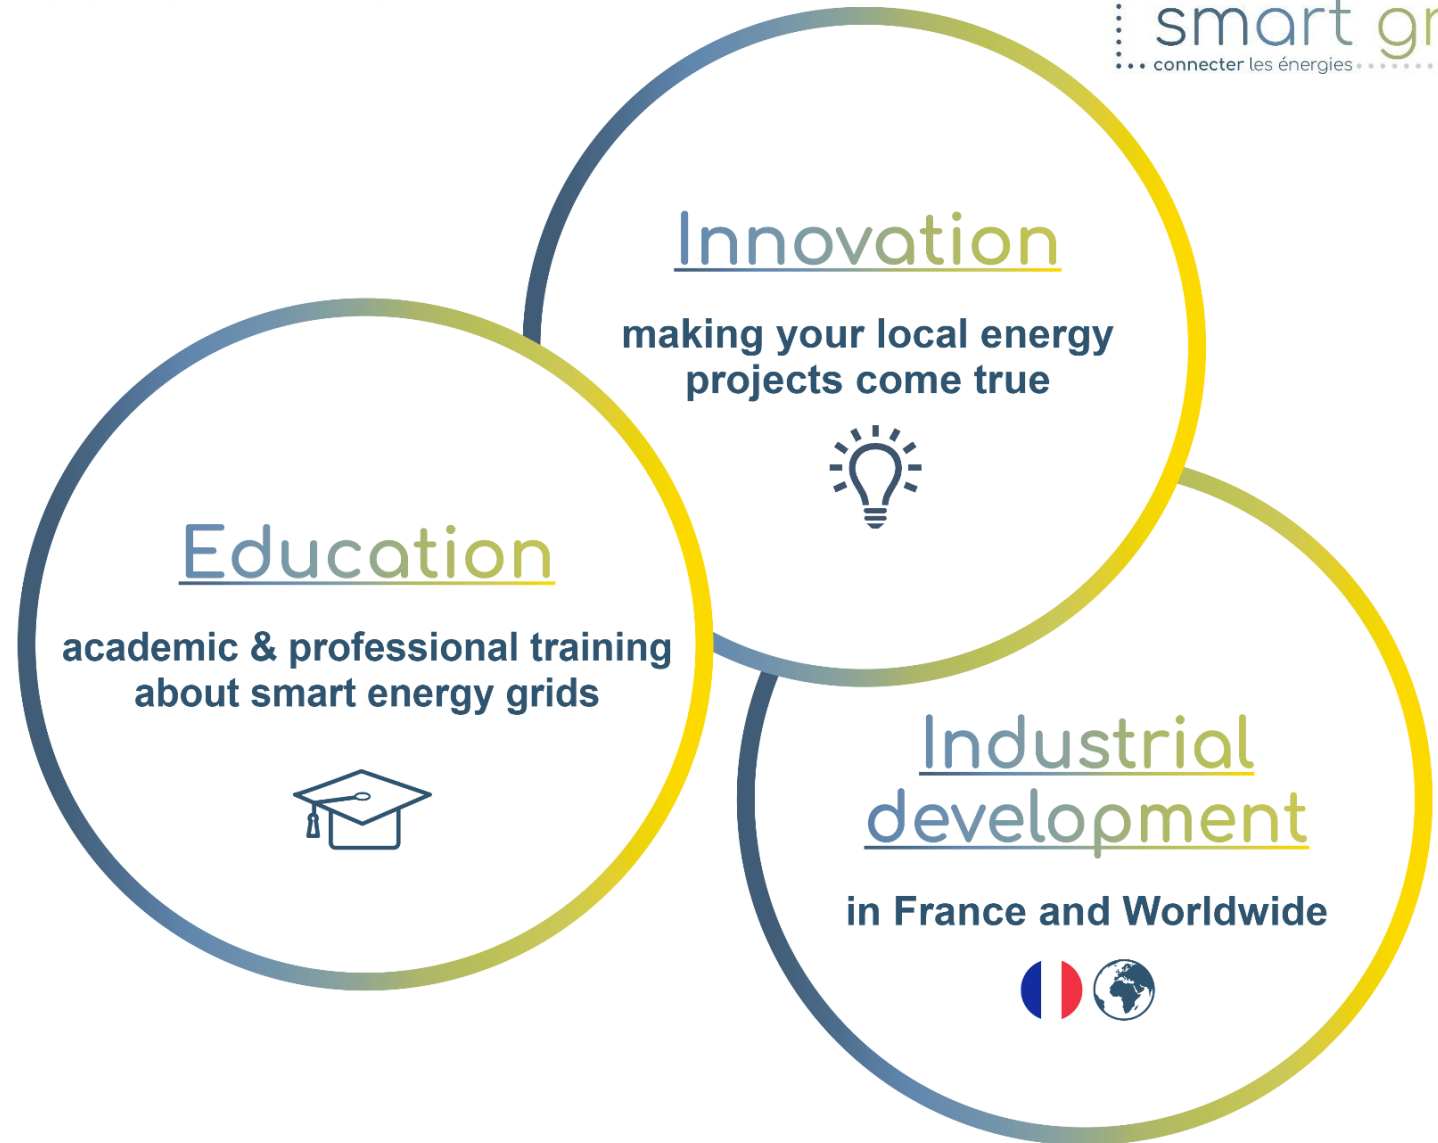 smart
connecter les énergies
Innovation
making your local energy
projects come true
Education
academic & professional training
about smart energy grids
Industrial
development
in France and Worldwide